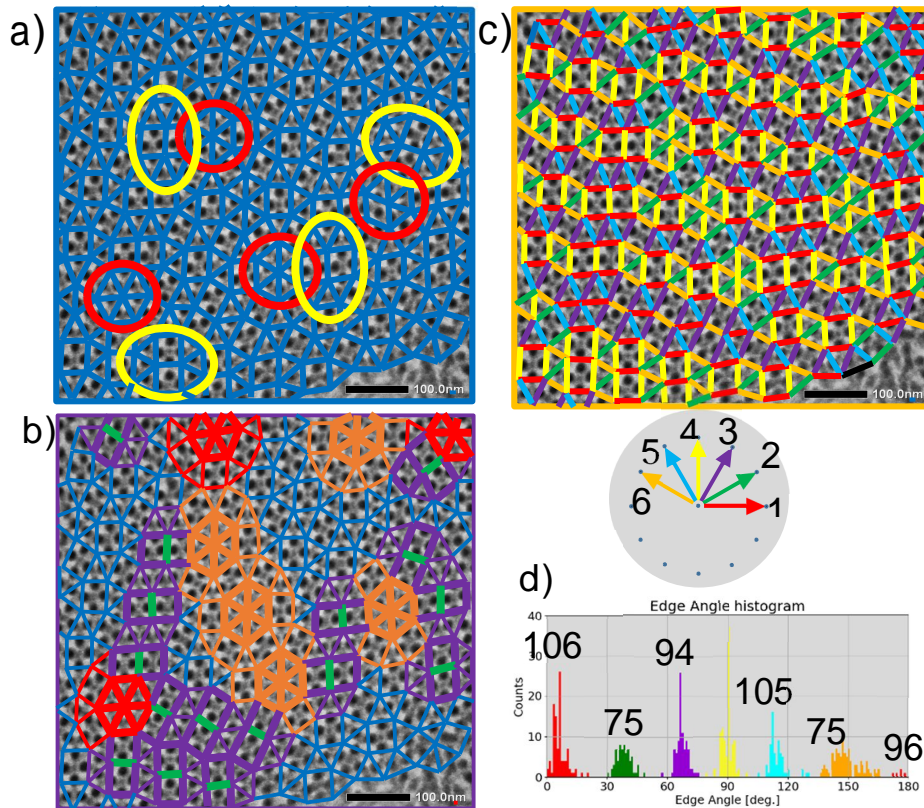 a)
100.0nm
b)
100.0nm
c)
100.0nm
5 4 3
2
6
1
d)
Edge Angle histogram
40
30
20
10
0
Counts
106
75
94
105
75
96
0 30 60 90 120 150 180
Edge Angle [deg.]